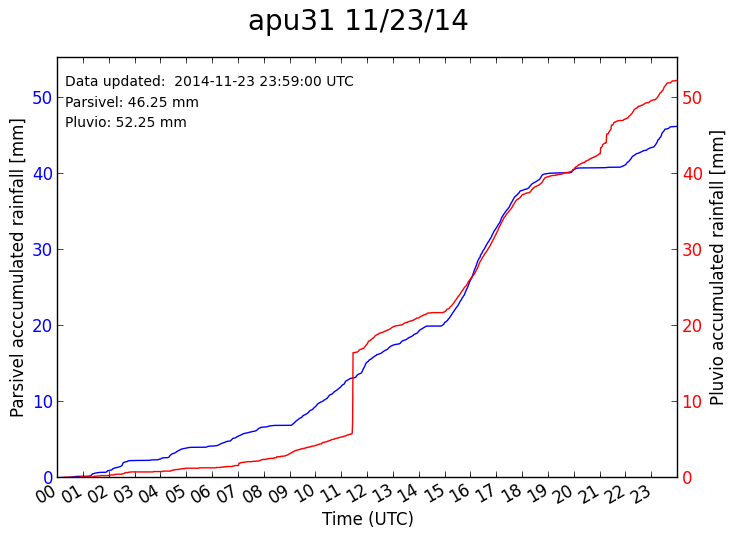 apu31 11/23/14
Data updated:  2014-11-23 23:59:00 UTC
Parsivel: 46.25 mm
Pluvio: 52.25 mm
Parsivel acccumulated rainfall [mm]
50
40
30
20
10
0
Pluvio accumulated rainfall [mm]
50
40
30
20
10
0
00 01 02 03 04 05 06 07 08 09 10 11 12 13 14 15 16 17 18 19 20 21 22 23
Time (UTC)